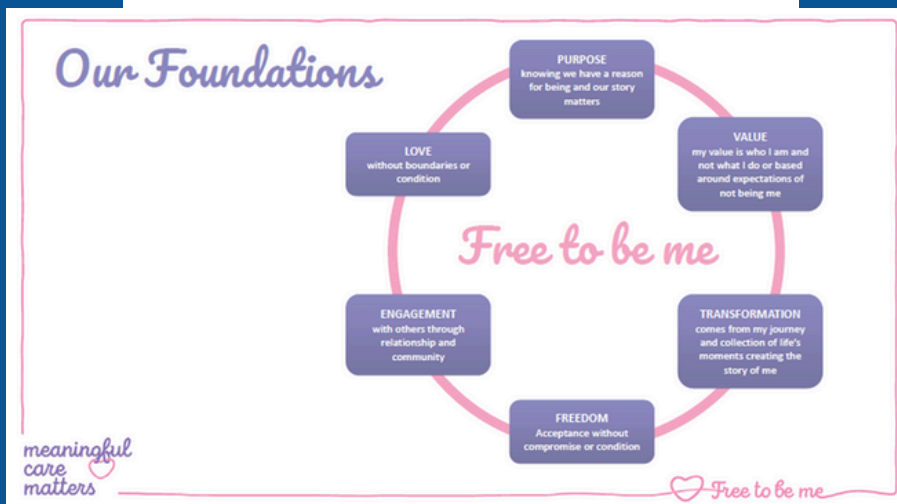 Our Foundations
PURPOSE
knowing we have a reason
for being and our story
matters
VALUE
my value is who I am and
not what I do or based
around expectations of
not being me
TRANSFORMATION
comes from my journey
and collection of life's
moments creating the
story of me
FREEDOM
Acceptance without
compromise or condition
ENGAGEMENT
with others through
relationship and
community
LOVE
without boundaries or
condition
Free to be me
meaningful
care
matters
Free to be me